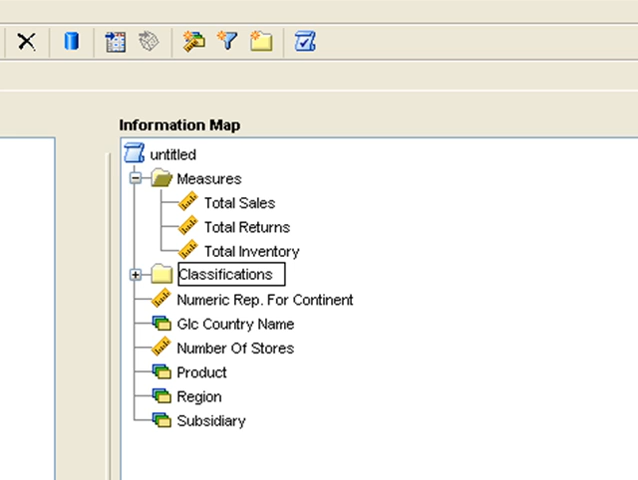 Information Map
untitled
Measures
Total Sales
Total Returns
Total Inventory
Classifications
Numeric Rep. For Continent
Glc Country Name
Number Of Stores
Product
Region
Subsidiary